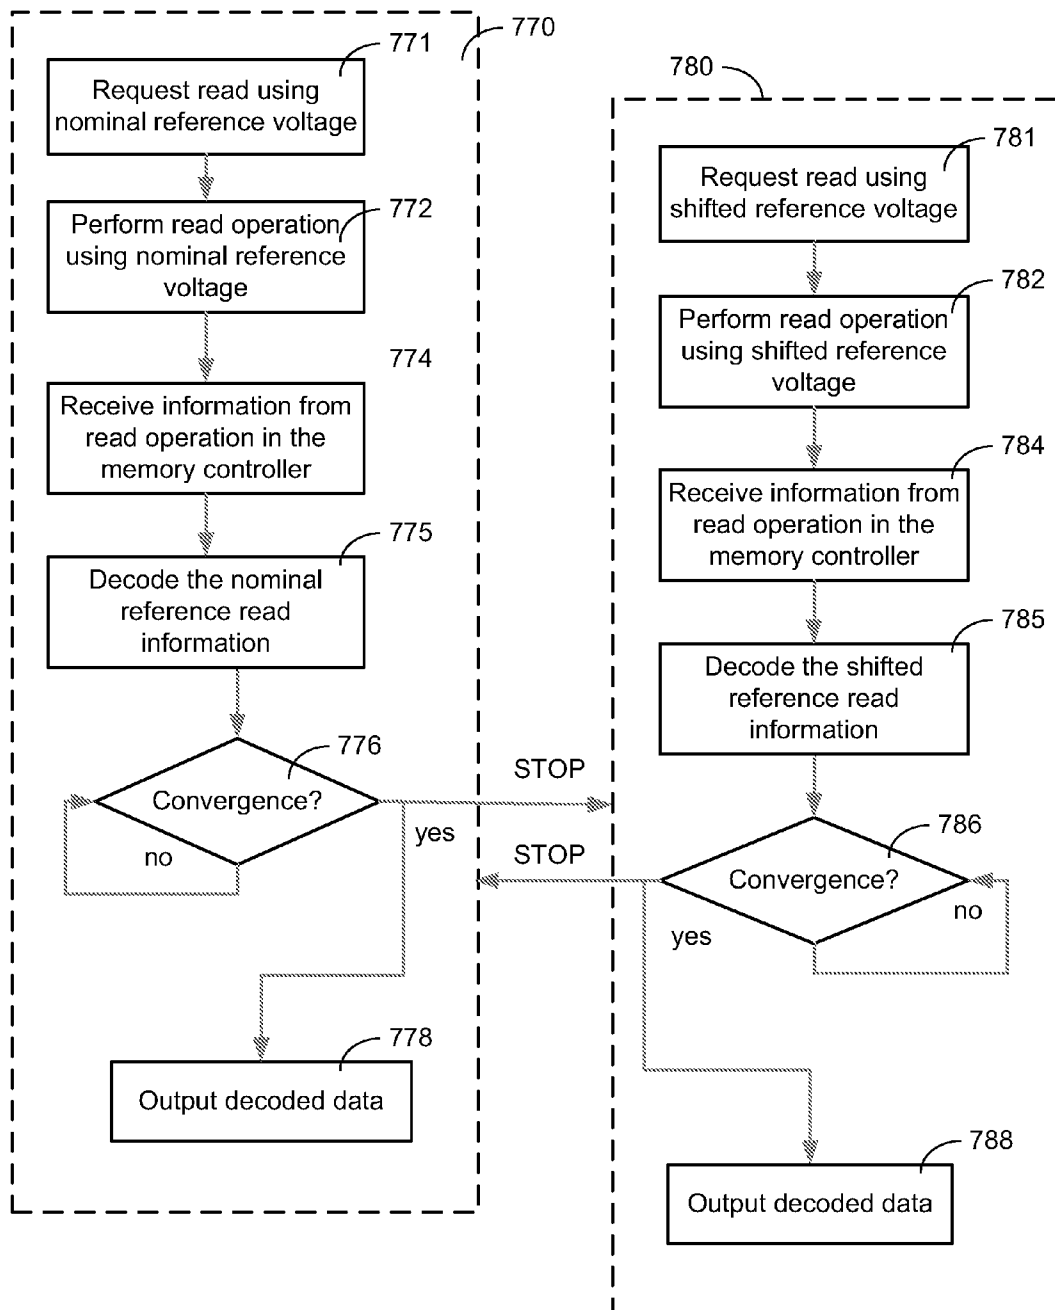 770
771
Request read using
nominal reference voltage
772
Perform read operation
using nominal reference
voltage
774
Receive information from
read operation in the
memory controller
775
Decode the nominal
reference read
information
776
Convergence?
no
yes
STOP
778
Output decoded data
780
781
Request read using
shifted reference voltage
782
Perform read operation
using shifted reference
voltage
784
Receive information from
read operation in the
memory controller
785
Decode the shifted
reference read
information
786
Convergence?
no
yes
STOP
788
Output decoded data